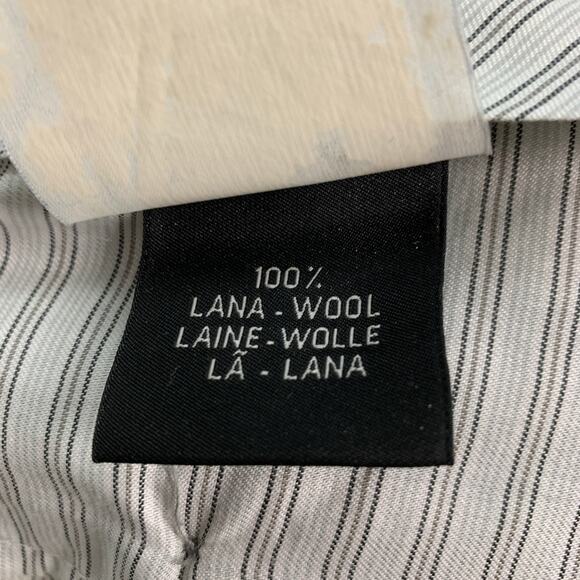 100%
LANA - WOOL
LAINE - WOLLE
LÃ - LANA